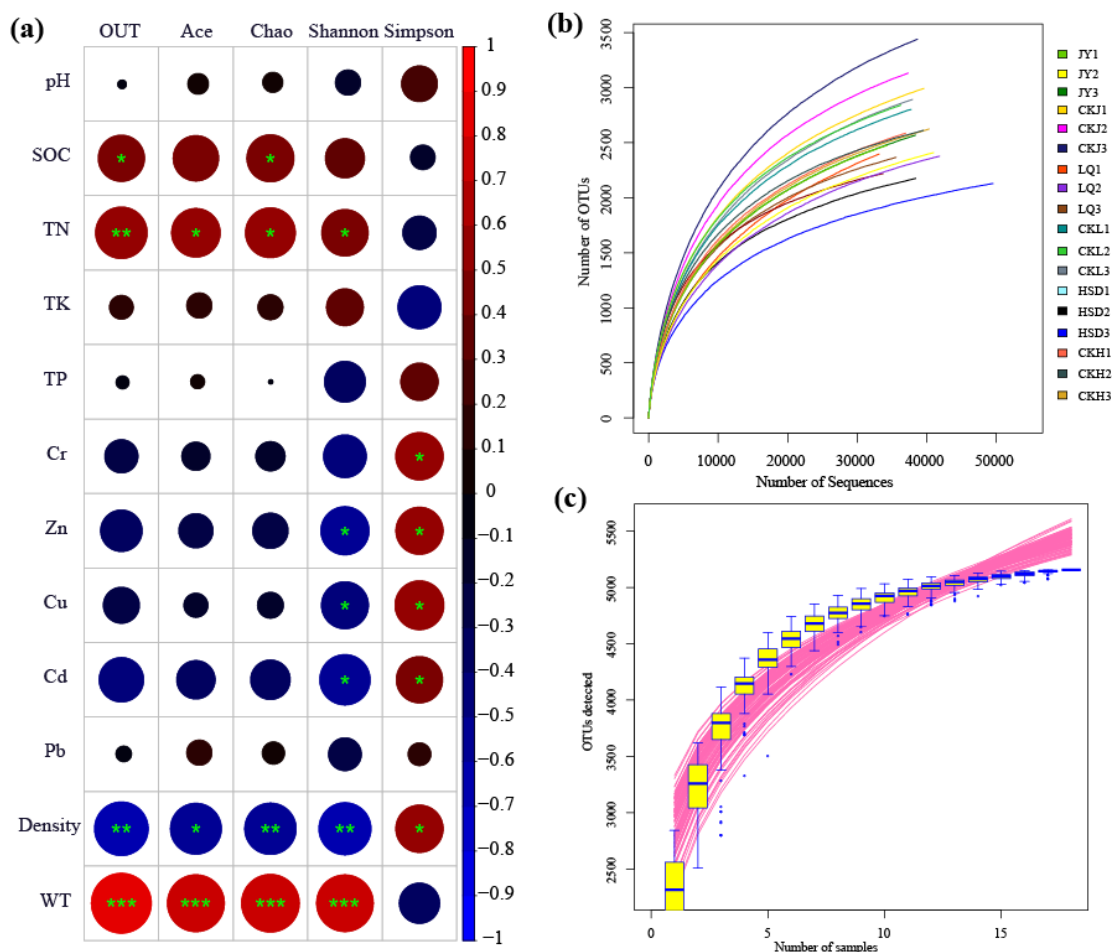 (a)
OUT Ace Chao Shannon Simpson
pH
SOC * *
TN ** * * *
TK
TP
Cr *
Zn * *
Cu * *
Cd * *
Pb
Density ** * ** ** *
WT *** *** *** ***
1
0.9
0.8
0.7
0.6
0.5
0.4
0.3
0.2
0.1
0
−0.1
−0.2
−0.3
−0.4
−0.5
−0.6
−0.7
−0.8
−0.9
−1
(b)
Number of OTUs
3500
3000
2500
2000
1500
1000
500
0
0 10000 20000 30000 40000 50000
Number of Sequences
JY1
JY2
JY3
CKJ1
CKJ2
CKJ3
LQ1
LQ2
LQ3
CKL1
CKL2
CKL3
HSD1
HSD2
HSD3
CKH1
CKH2
CKH3
(c)
OTUs detected
5500
5000
4500
4000
3500
3000
2500
0 5 10 15
Number of samples